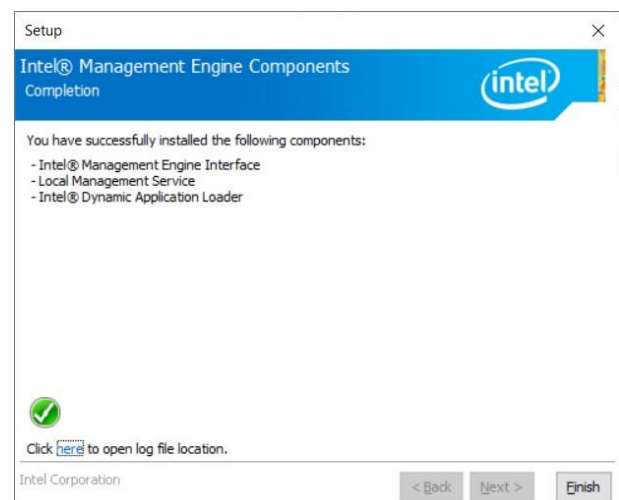 Setup
Intel® Management Engine Components
Completion
intel
You have successfully installed the following components:
- Intel® Management Engine Interface
- Local Management Service
- Intel® Dynamic Application Loader
Click here to open log file location.
Intel Corporation
< Back Next > Finish